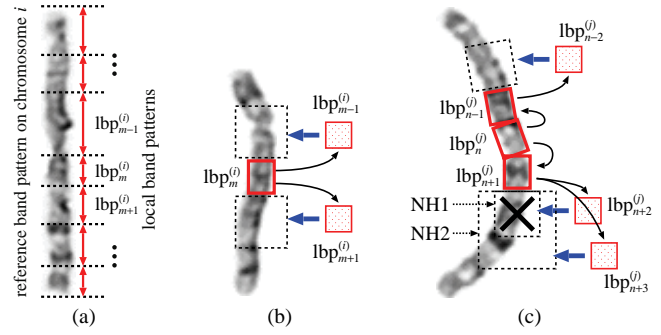 reference band pattern on chromosome i
lbp_{m-1}^{(i)}
lbp_m^{(i)}
lbp_{m+1}^{(i)}
local band patterns
(a)
lbp_{m-1}^{(i)}
lbp_m^{(i)}
lbp_{m+1}^{(i)}
(b)
lbp_{n-2}^{(j)}
lbp_{n-1}^{(j)}
lbp_n^{(j)}
lbp_{n+1}^{(j)}
NH1
NH2
lbp_{n+2}^{(j)}
lbp_{n+3}^{(j)}
(c)